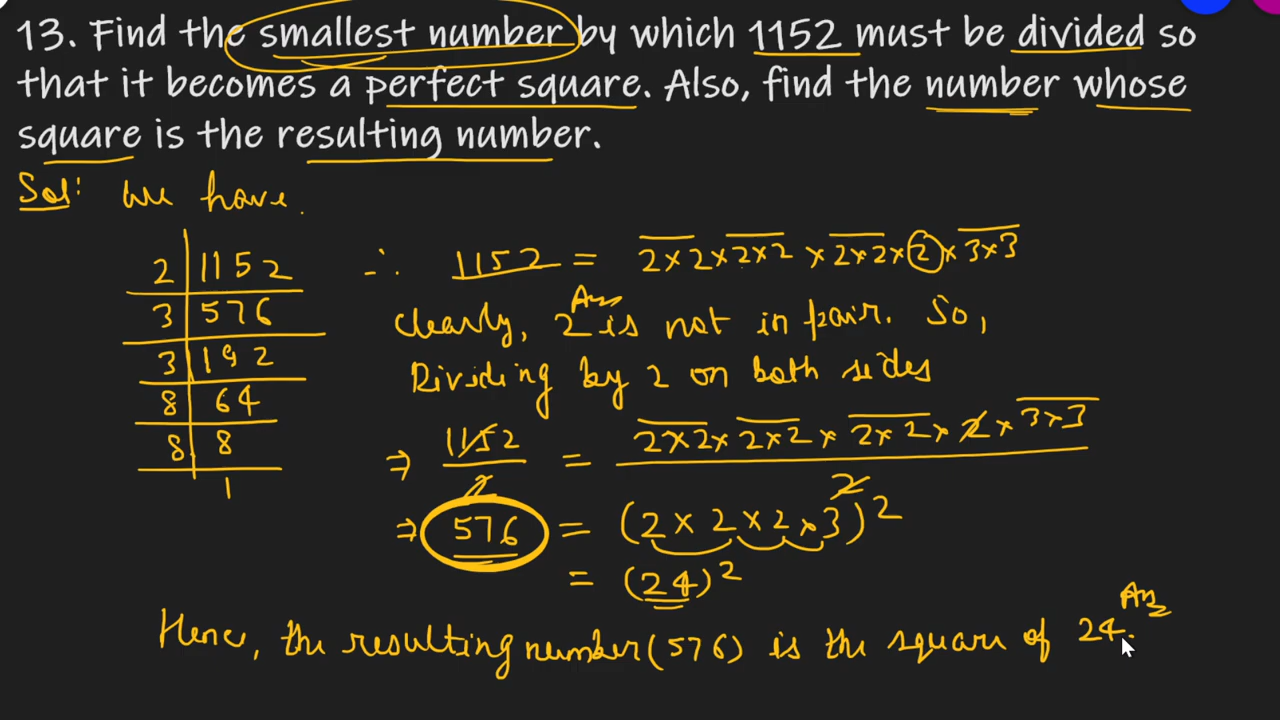 13. Find the smallest number by which 1152 must be divided so
that it becomes a perfect square. Also, find the number whose
square is the resulting number.
Sol: We have.
2 | 1152
3 | 576
3 | 192
8 | 64
8 | 8
1
∴ 1152 = 2×2×2×2×2×2×2×3×3
Ans
Clearly, 2 is not in pair. So,
Dividing by 2 on both sides
⇒ 1152/2 = 2×2×2×2×2×2×2×3×3/2
⇒ 576 = (2×2×2×3)²
= (24)²
Ans
Hence, the resulting number (576) is the square of 24.